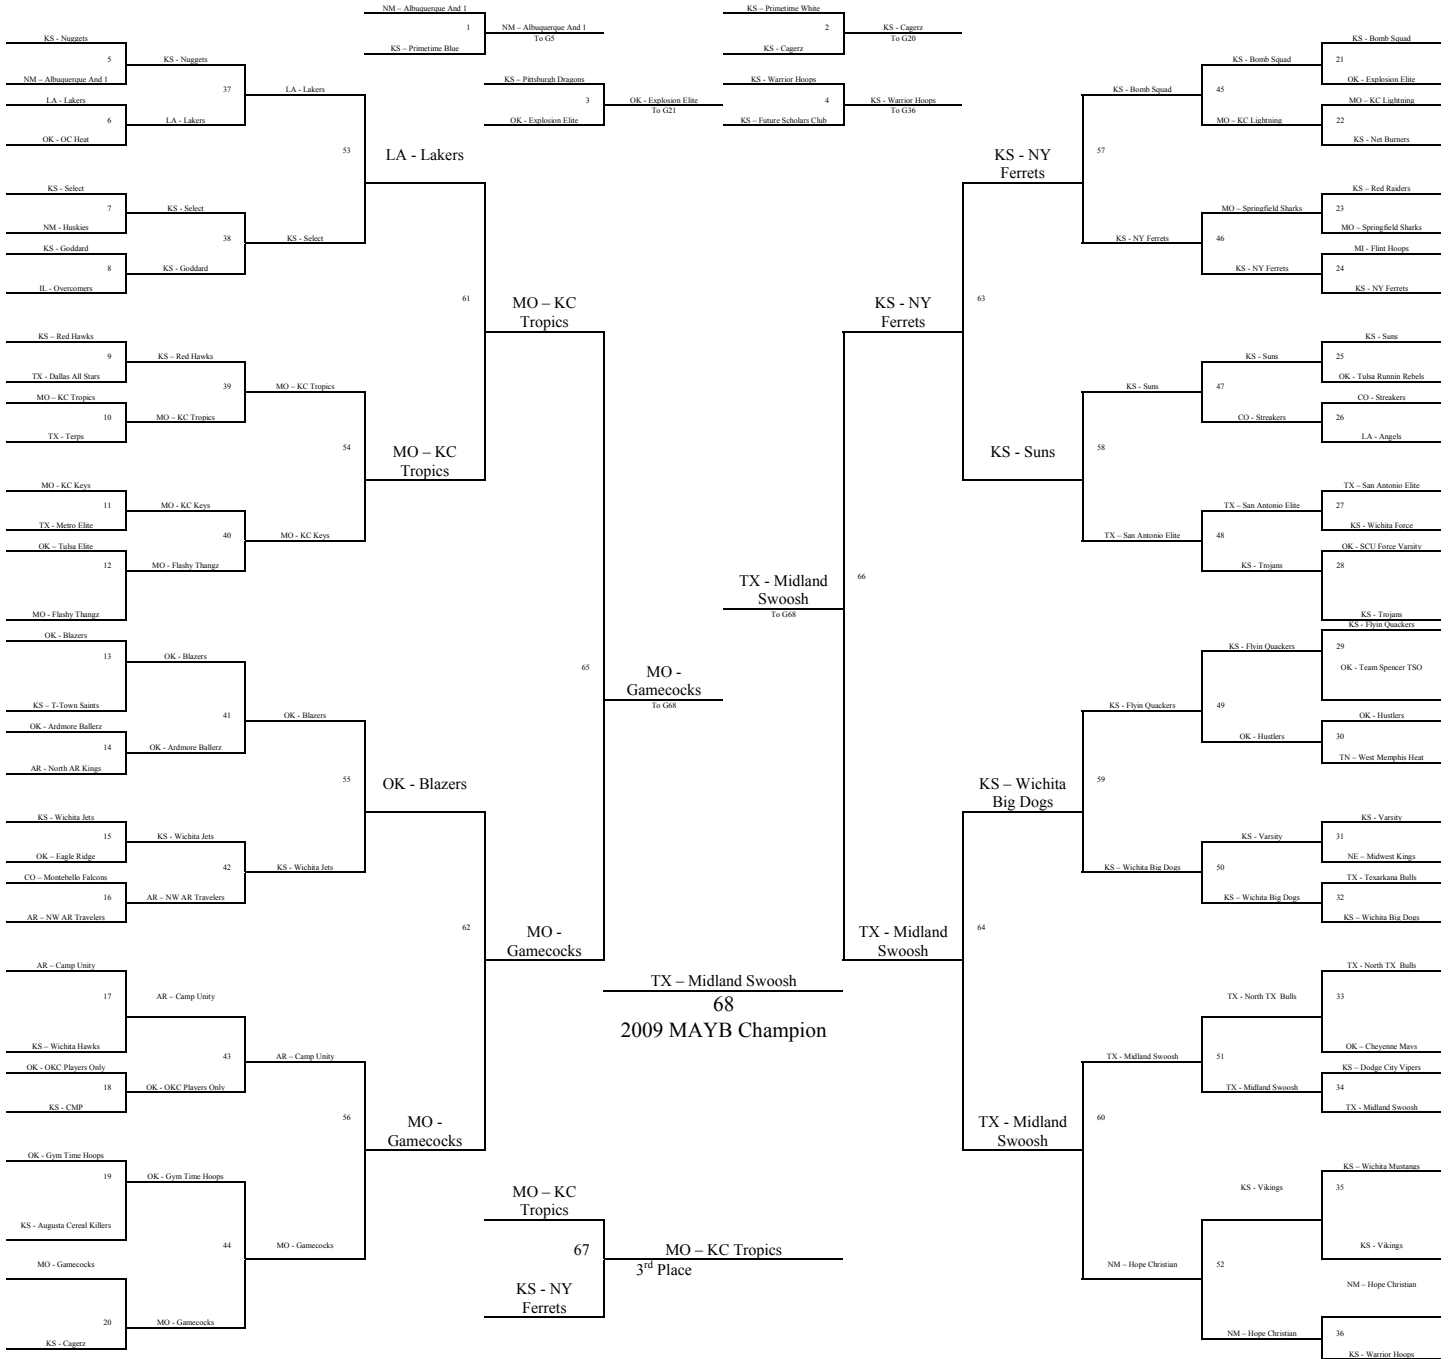 NM – Albuquerque And 1
1
KS – Primetime Blue
NM – Albuquerque And 1
To G5
KS – Primetime White
2
KS - Cagerz
KS - Cagerz
To G20
KS – Pittsburgh Dragons
3
OK - Explosion Elite
OK - Explosion Elite
To G21
KS - Warrior Hoops
4
KS – Future Scholars Club
KS - Warrior Hoops
To G36
KS - Nuggets
5
NM – Albuquerque And 1
LA - Lakers
6
OK - OC Heat
KS - Select
7
NM - Huskies
KS - Goddard
8
IL - Overcomers
KS – Red Hawks
9
TX - Dallas All Stars
MO – KC Tropics
10
TX - Terps
MO - KC Keys
11
TX - Metro Elite
OK – Tulsa Elite
12
MO - Flashy Thangz
OK - Blazers
13
KS – T-Town Saints
OK - Ardmore Ballerz
14
AR - North AR Kings
KS - Wichita Jets
15
OK – Eagle Ridge
CO – Montebello Falcons
16
AR – NW AR Travelers
AR – Camp Unity
17
KS – Wichita Hawks
OK - OKC Players Only
18
KS - CMP
OK - Gym Time Hoops
19
KS - Augusta Cereal Killers
MO - Gamecocks
20
KS - Cagerz
KS - Nuggets
37
LA - Lakers
KS - Select
38
KS - Goddard
KS – Red Hawks
39
MO – KC Tropics
MO - KC Keys
40
MO - Flashy Thangz
OK - Blazers
41
OK - Ardmore Ballerz
KS - Wichita Jets
42
AR – NW AR Travelers
AR – Camp Unity
43
OK - OKC Players Only
OK - Gym Time Hoops
44
MO - Gamecocks
LA - Lakers
53
KS - Select
MO – KC Tropics
54
MO - KC Keys
OK - Blazers
55
KS - Wichita Jets
AR – Camp Unity
56
MO - Gamecocks
LA - Lakers
61
MO – KC
Tropics
OK - Blazers
62
MO -
Gamecocks
MO – KC
Tropics
65
MO -
Gamecocks
MO -
Gamecocks
To G68
TX - Midland
Swoosh
To G68
TX – Midland Swoosh
68
2009 MAYB Champion
MO – KC
Tropics
67
KS - NY
Ferrets
MO – KC Tropics
3rd Place
KS - NY
Ferrets
66
TX - Midland
Swoosh
KS - NY
Ferrets
63
KS - Suns
KS – Wichita
Big Dogs
64
TX - Midland
Swoosh
KS - Bomb Squad
57
KS - NY Ferrets
KS - Suns
58
TX – San Antonio Elite
KS - Flyin Quackers
59
KS – Wichita Big Dogs
TX - Midland Swoosh
60
NM – Hope Christian
KS - Bomb Squad
45
MO – KC Lightning
MO – Springfield Sharks
46
KS - NY Ferrets
KS - Suns
47
CO - Streakers
TX – San Antonio Elite
48
KS - Trojans
KS - Flyin Quackers
49
OK - Hustlers
KS - Varsity
50
KS – Wichita Big Dogs
TX - North TX Bulls
51
TX - Midland Swoosh
KS - Vikings
52
NM – Hope Christian
KS - Bomb Squad
21
OK - Explosion Elite
MO – KC Lightning
22
KS - Net Burners
KS – Red Raiders
23
MO – Springfield Sharks
MI - Flint Hoops
24
KS – NY Ferrets
KS - Suns
25
OK - Tulsa Runnin Rebels
CO - Streakers
26
LA - Angels
TX – San Antonio Elite
27
KS – Wichita Force
OK - SCU Force Varsity
28
KS - Trojans
KS - Flyin Quackers
29
OK - Team Spencer TSO
OK - Hustlers
30
TN – West Memphis Heat
KS - Varsity
31
NE – Midwest Kings
TX - Texarkana Bulls
32
KS – Wichita Big Dogs
TX - North TX Bulls
33
OK – Cheyenne Mavs
KS – Dodge City Vipers
34
TX - Midland Swoosh
KS – Wichita Mustangs
35
KS - Vikings
NM – Hope Christian
36
KS - Warrior Hoops